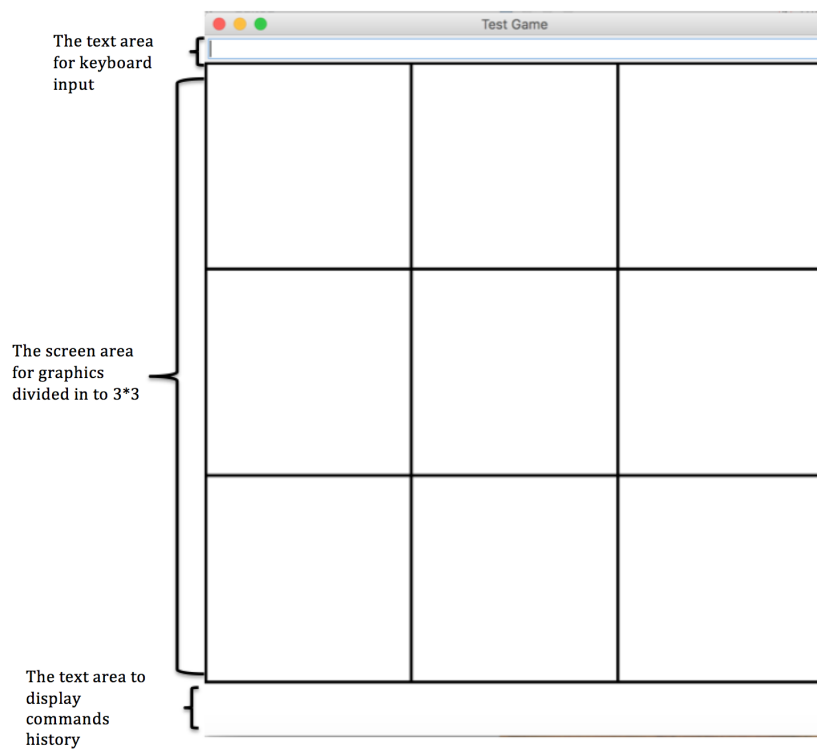 Test Game
The text area
for keyboard
input
The screen area
for graphics
divided in to 3*3
The text area to
display
commands
history